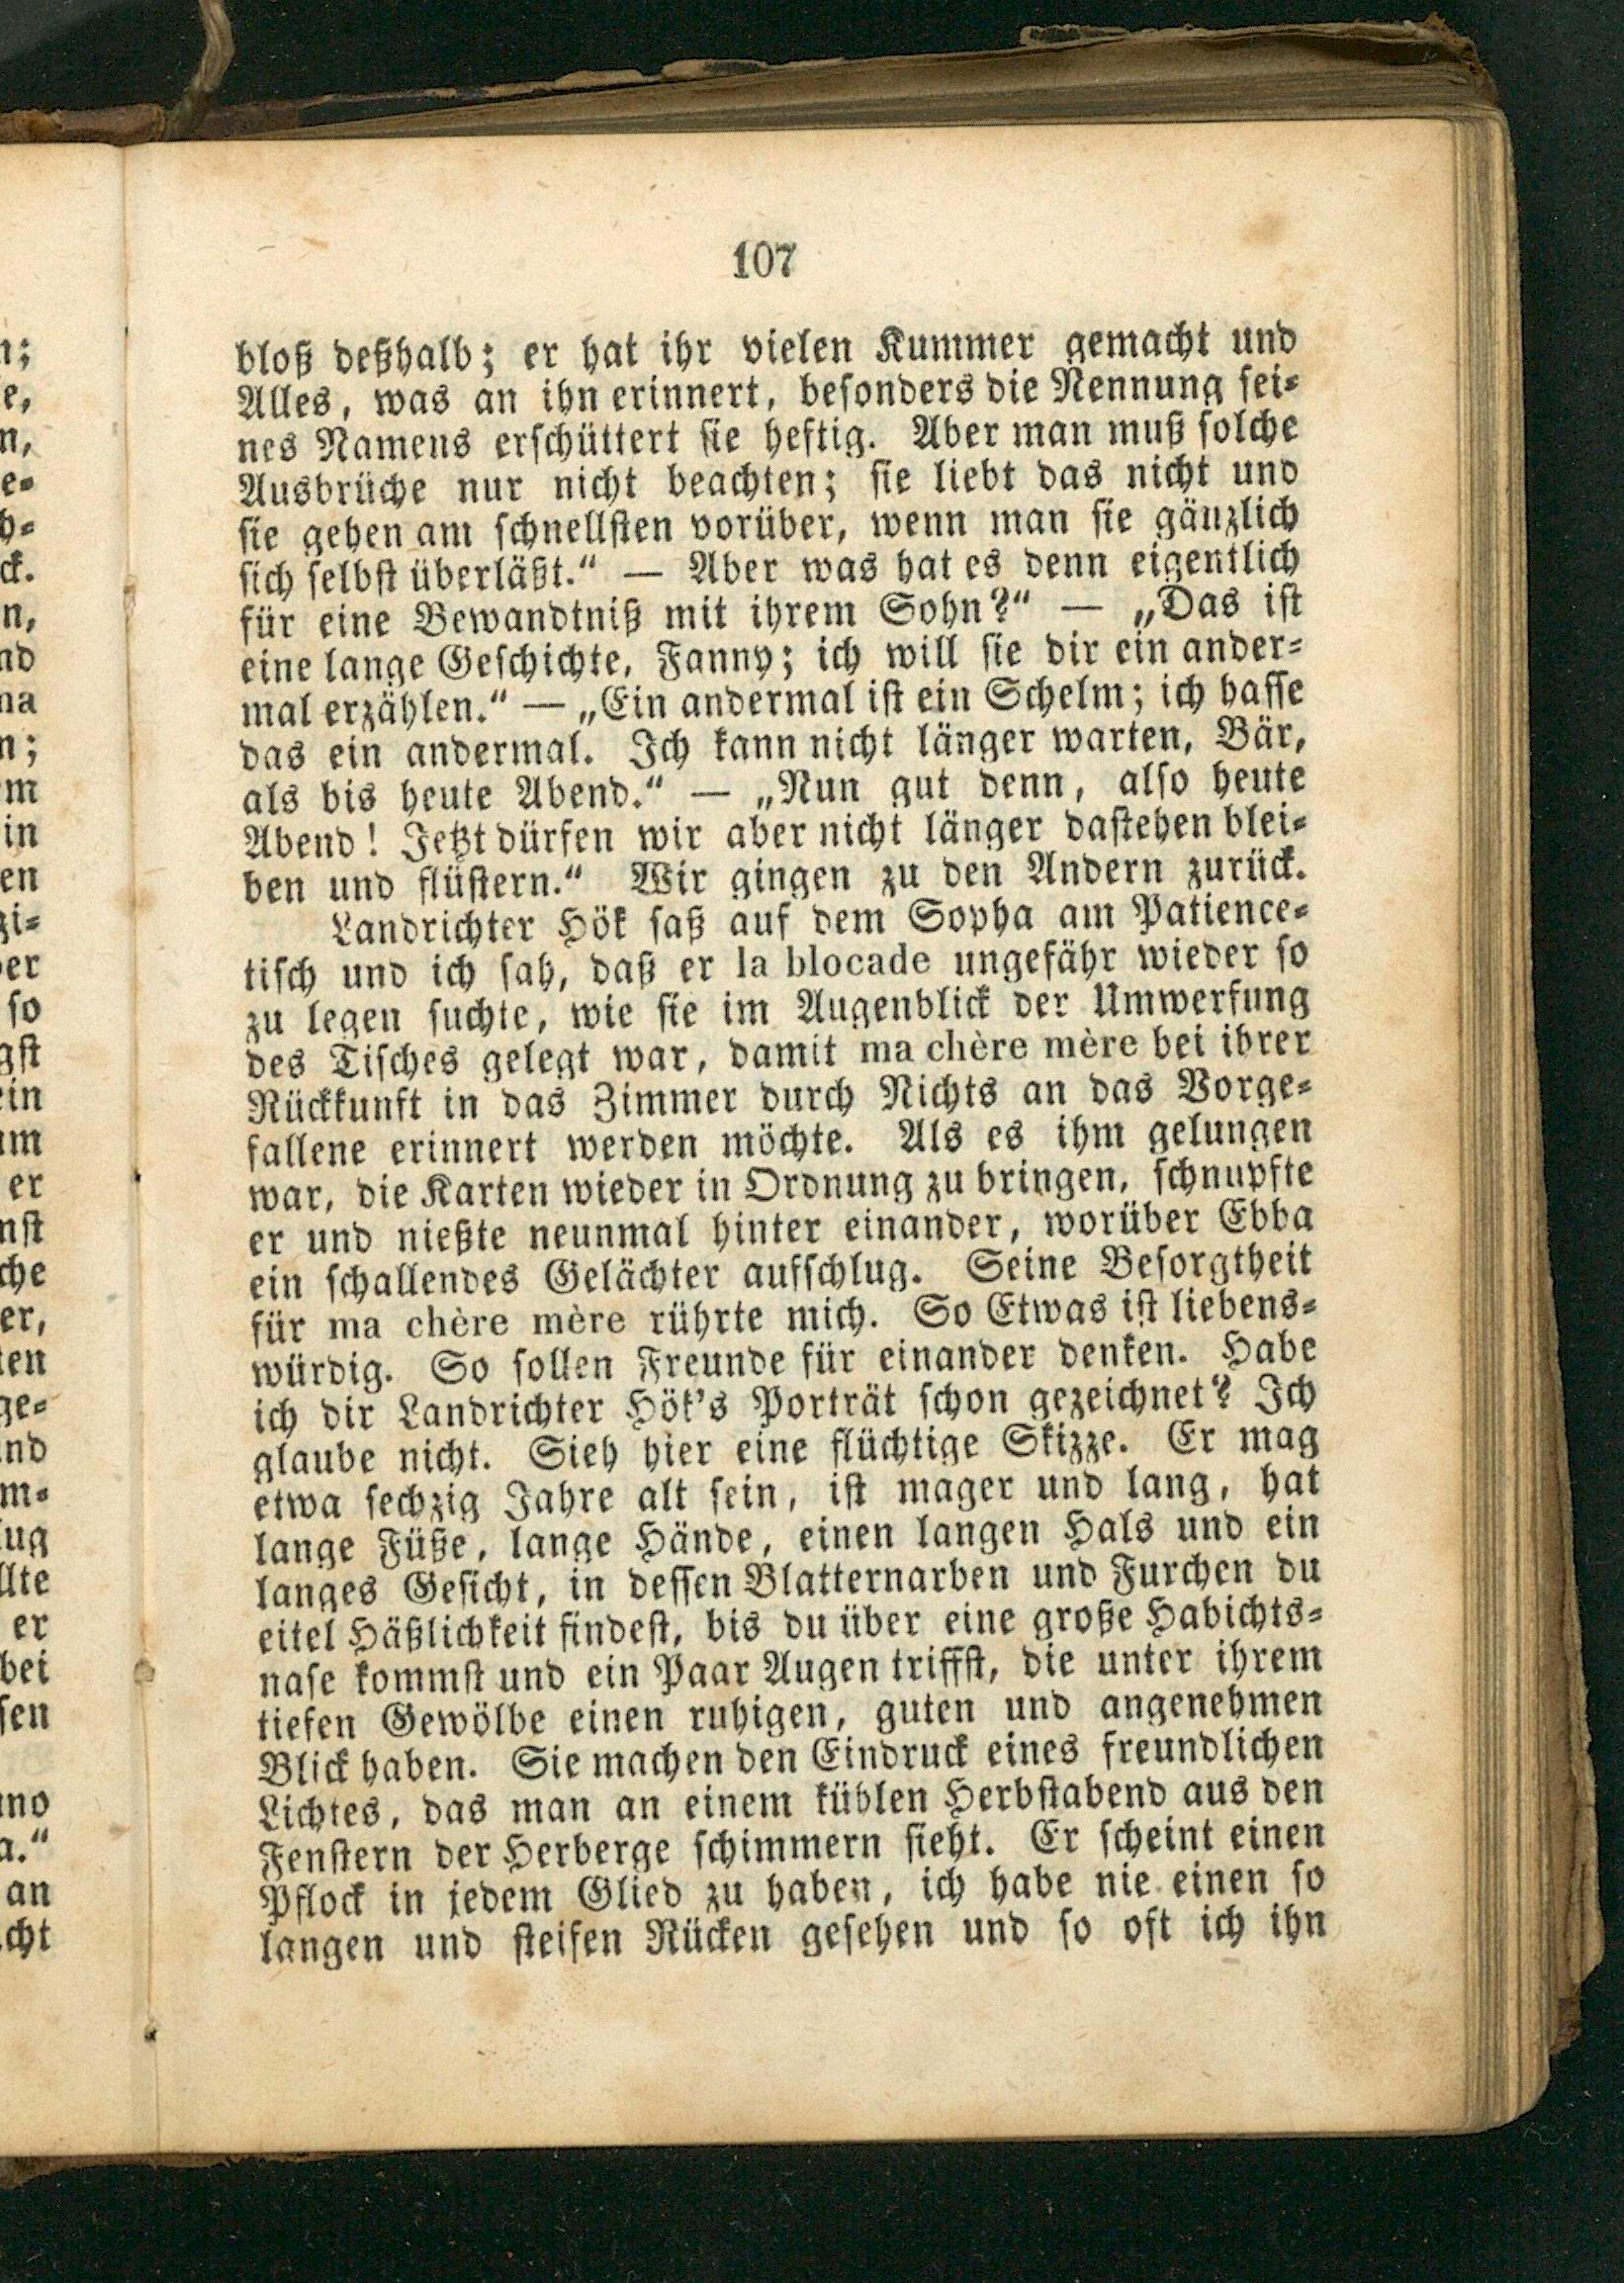 107
bloß deßhalb; er hat ihr vielen Kummer gemacht und
Alles, was an ihn erinnert, besonders die Nennung sei=
nes Namens erschüttert sie heftig. Aber man muß solche
Ausbrüche nur nicht beachten; sie liebt das nicht und
sie gehen am schnellsten vorüber, wenn man sie gänzlich
sich selbst überläßt.“ — Aber was hat es denn eigentlich
für eine Bewandtniß mit ihrem Sohn?“ — „Das ist
eine lange Geschichte, Fanny; ich will sie dir ein ander=
mal erzählen.“ — „Ein andermal ist ein Schelm; ich hasse
das ein andermal. Ich kann nicht länger warten, Bär,
als bis heute Abend.“ — „Nun gut denn, also heute
Abend! Jetzt dürfen wir aber nicht länger dastehen blei=
ben und flüstern.“ Wir gingen zu den Andern zurück.
Landrichter Hök saß auf dem Sopha am Patience=
tisch und ich sah, daß er la blocade ungefähr wieder so
zu legen suchte, wie sie im Augenblick der Umwerfung
des Tisches gelegt war, damit ma chère mère bei ihrer
Rückkunft in das Zimmer durch Nichts an das Vorge=
fallene erinnert werden möchte. Als es ihm gelungen
war, die Karten wieder in Ordnung zu bringen, schnupfte
er und nießte neunmal hinter einander, worüber Ebba
ein schallendes Gelächter aufschlug. Seine Besorgtheit
für ma chère mère rührte mich. So Etwas ist liebens=
würdig. So sollen Freunde für einander denken. Habe
ich dir Landrichter Hök's Porträt schon gezeichnet? Ich
glaube nicht. Sieh hier eine flüchtige Skizze. Er mag
etwa sechzig Jahre alt sein, ist mager und lang, hat
lange Füße, lange Hände, einen langen Hals und ein
langes Gesicht, in dessen Blatternarben und Furchen du
eitel Häßlichkeit findest, bis du über eine große Habichts=
nase kommst und ein Paar Augen triffst, die unter ihrem
tiefen Gewölbe einen ruhigen, guten und angenehmen
Blick haben. Sie machen den Eindruck eines freundlichen
Lichtes, das man an einem kühlen Herbstabend aus den
Fenstern der Herberge schimmern sieht. Er scheint einen
Pflock in jedem Glied zu haben, ich habe nie einen so
langen und steifen Rücken gesehen und so oft ich ihn